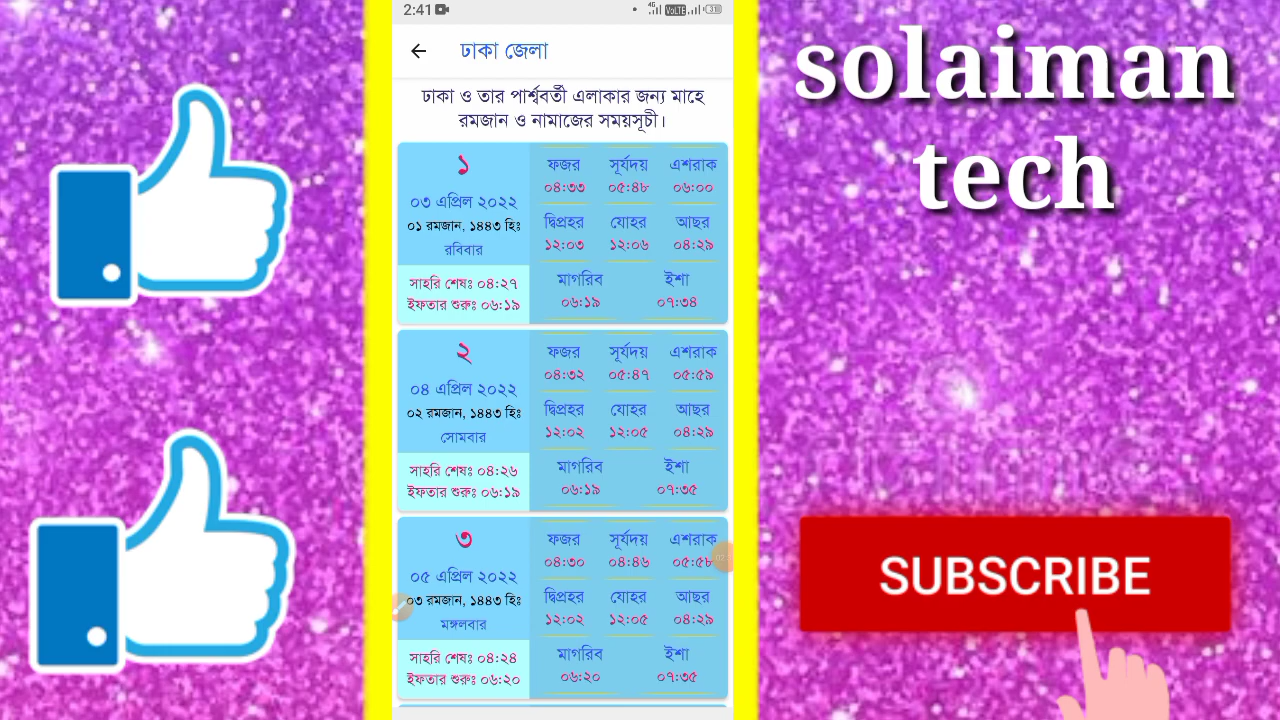 2:41
4G VoLTE 31
ঢাকা জেলা
ঢাকা ও তার পার্শ্ববর্তী এলাকার জন্য মাহে
রমজান ও নামাজের সময়সূচী।
১
০৩ এপ্রিল ২০২২
০১ রমজান, ১৪৪৩ হিঃ
রবিবার
সাহরি শেষঃ ০৪:২৭
ইফতার শুরুঃ ০৬:১৯
ফজর সূর্যদয় এশরাক
০৪:৩৩ ০৫:৪৮ ০৬:০০
দ্বিপ্রহর যোহর আছর
১২:০৩ ১২:০৬ ০৪:২৯
মাগরিব ইশা
০৬:১৯ ০৭:৩৪
২
০৪ এপ্রিল ২০২২
০২ রমজান, ১৪৪৩ হিঃ
সোমবার
সাহরি শেষঃ ০৪:২৬
ইফতার শুরুঃ ০৬:১৯
ফজর সূর্যদয় এশরাক
০৪:৩২ ০৫:৪৭ ০৫:৫৯
দ্বিপ্রহর যোহর আছর
১২:০২ ১২:০৫ ০৪:২৯
মাগরিব ইশা
০৬:১৯ ০৭:৩৫
৩
০৫ এপ্রিল ২০২২
০৩ রমজান, ১৪৪৩ হিঃ
মঙ্গলবার
সাহরি শেষঃ ০৪:২৪
ইফতার শুরুঃ ০৬:২০
ফজর সূর্যদয় এশরাক
০৪:৩০ ০৪:৪৬ ০৫:৫৮
দ্বিপ্রহর যোহর আছর
১২:০২ ১২:০৫ ০৪:২৯
মাগরিব ইশা
০৬:২০ ০৭:৩৫
solaiman
tech
SUBSCRIBE